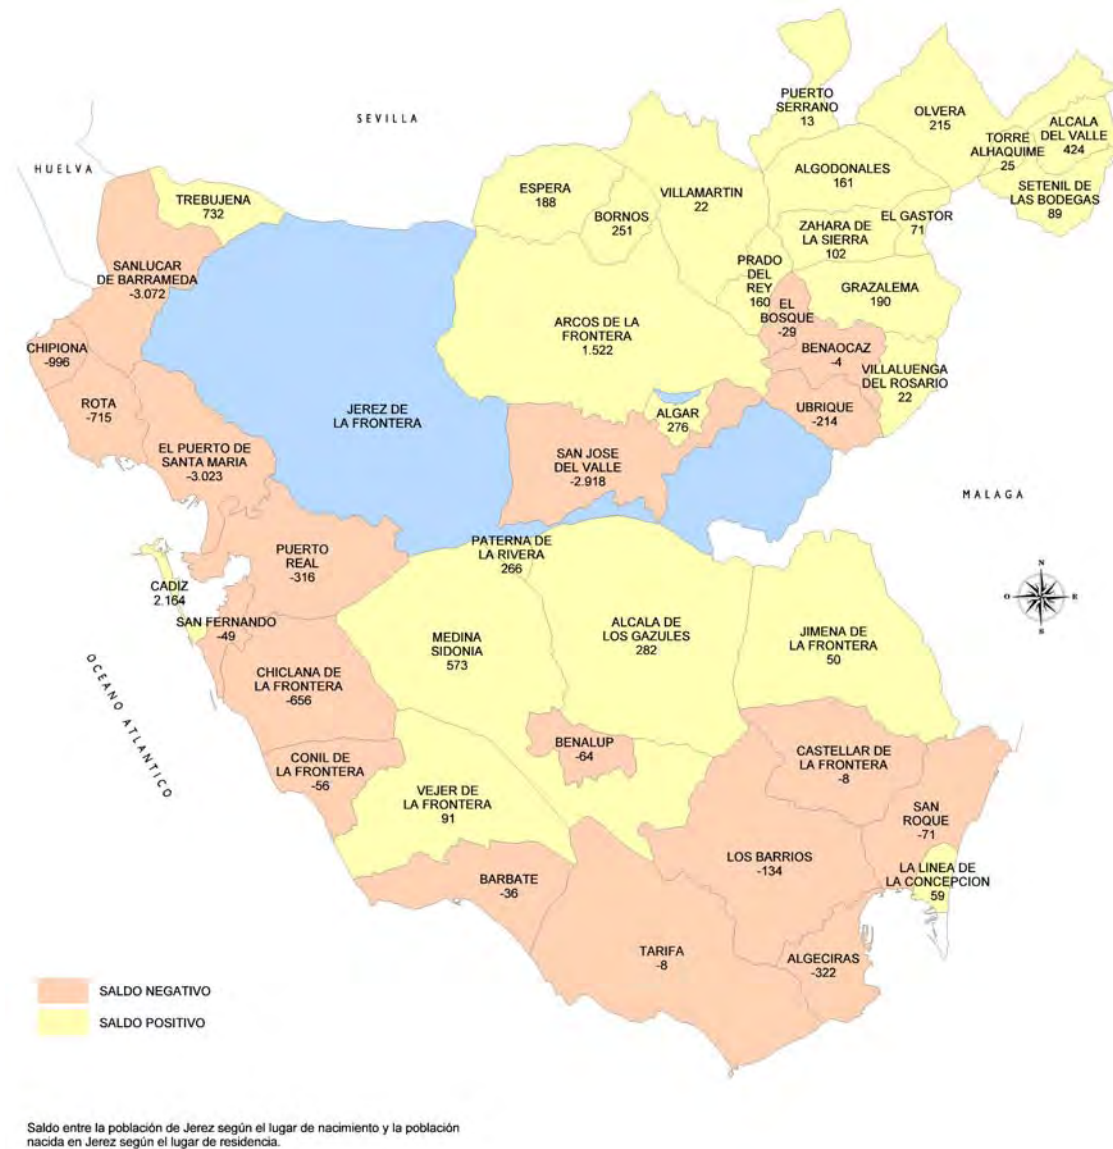 SEVILLA
HUELVA
PUERTO
SERRANO
13
OLVERA
215
TORRE
ALHAQUIME
25
ALCALA
DEL VALLE
424
SETENIL DE
LAS BODEGAS
89
TREBUJENA
732
ESPERA
188
BORNOS
251
VILLAMARTIN
22
ALGODONALES
161
EL GASTOR
71
ZAHARA DE
LA SIERRA
102
PRADO
DEL
REY
160
GRAZALEMA
190
SANLUCAR
DE BARRAMEDA
-3.072
EL
BOSQUE
-29
ARCOS DE LA
FRONTERA
1.522
CHIPIONA
-996
BENAOCAZ
-4
VILLALUENGA
DEL ROSARIO
22
ROTA
-715
JEREZ DE
LA FRONTERA
ALGAR
276
UBRIQUE
-214
EL PUERTO DE
SANTA MARIA
-3.023
SAN JOSE
DEL VALLE
-2.918
MALAGA
PUERTO
REAL
-316
PATERNA DE
LA RIVERA
266
CADIZ
2.164
SAN FERNANDO
-49
MEDINA
SIDONIA
573
ALCALA DE
LOS GAZULES
282
JIMENA DE
LA FRONTERA
50
N
O
E
S
CHICLANA DE
LA FRONTERA
-656
OCEANO ATLANTICO
CONIL DE
LA FRONTERA
-56
BENALUP
-64
CASTELLAR DE
LA FRONTERA
-8
VEJER DE
LA FRONTERA
91
SAN
ROQUE
-71
LOS BARRIOS
-134
LA LINEA DE
LA CONCEPCION
59
BARBATE
-36
TARIFA
-8
ALGECIRAS
-322
SALDO NEGATIVO
SALDO POSITIVO
Saldo entre la población de Jerez según el lugar de nacimiento y la población
nacida en Jerez según el lugar de residencia.